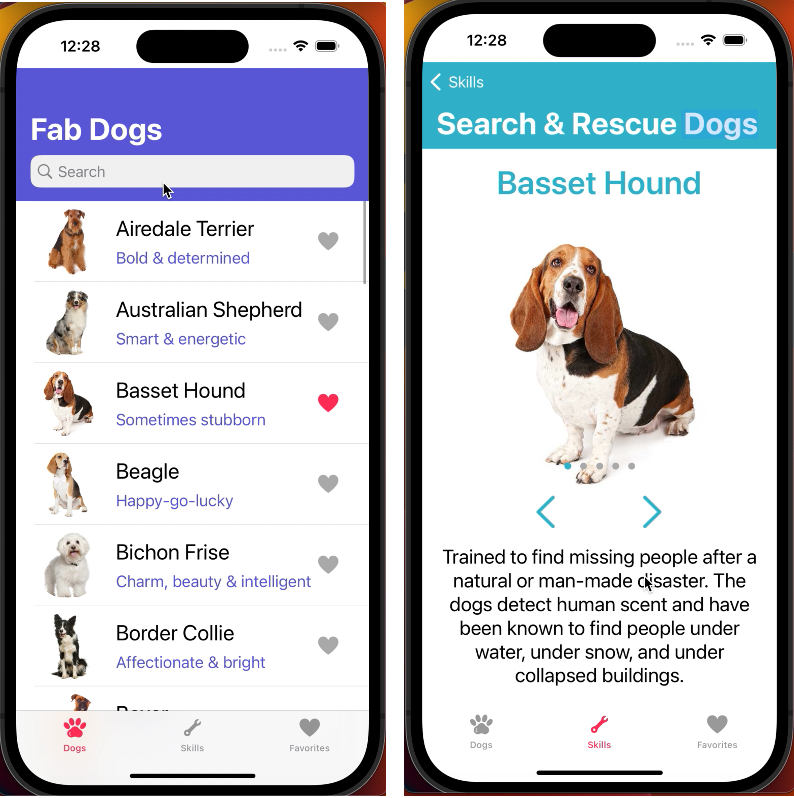 12:28
Fab Dogs
Search
Airedale Terrier
Bold & determined
Australian Shepherd
Smart & energetic
Basset Hound
Sometimes stubborn
Beagle
Happy-go-lucky
Bichon Frise
Charm, beauty & intelligent
Border Collie
Affectionate & bright
Boxer
Dogs
Skills
Favorites
12:28
Skills
Search & Rescue Dogs
Basset Hound
Trained to find missing people after a
natural or man-made disaster. The
dogs detect human scent and have
been known to find people under
water, under snow, and under
collapsed buildings.
Dogs
Skills
Favorites